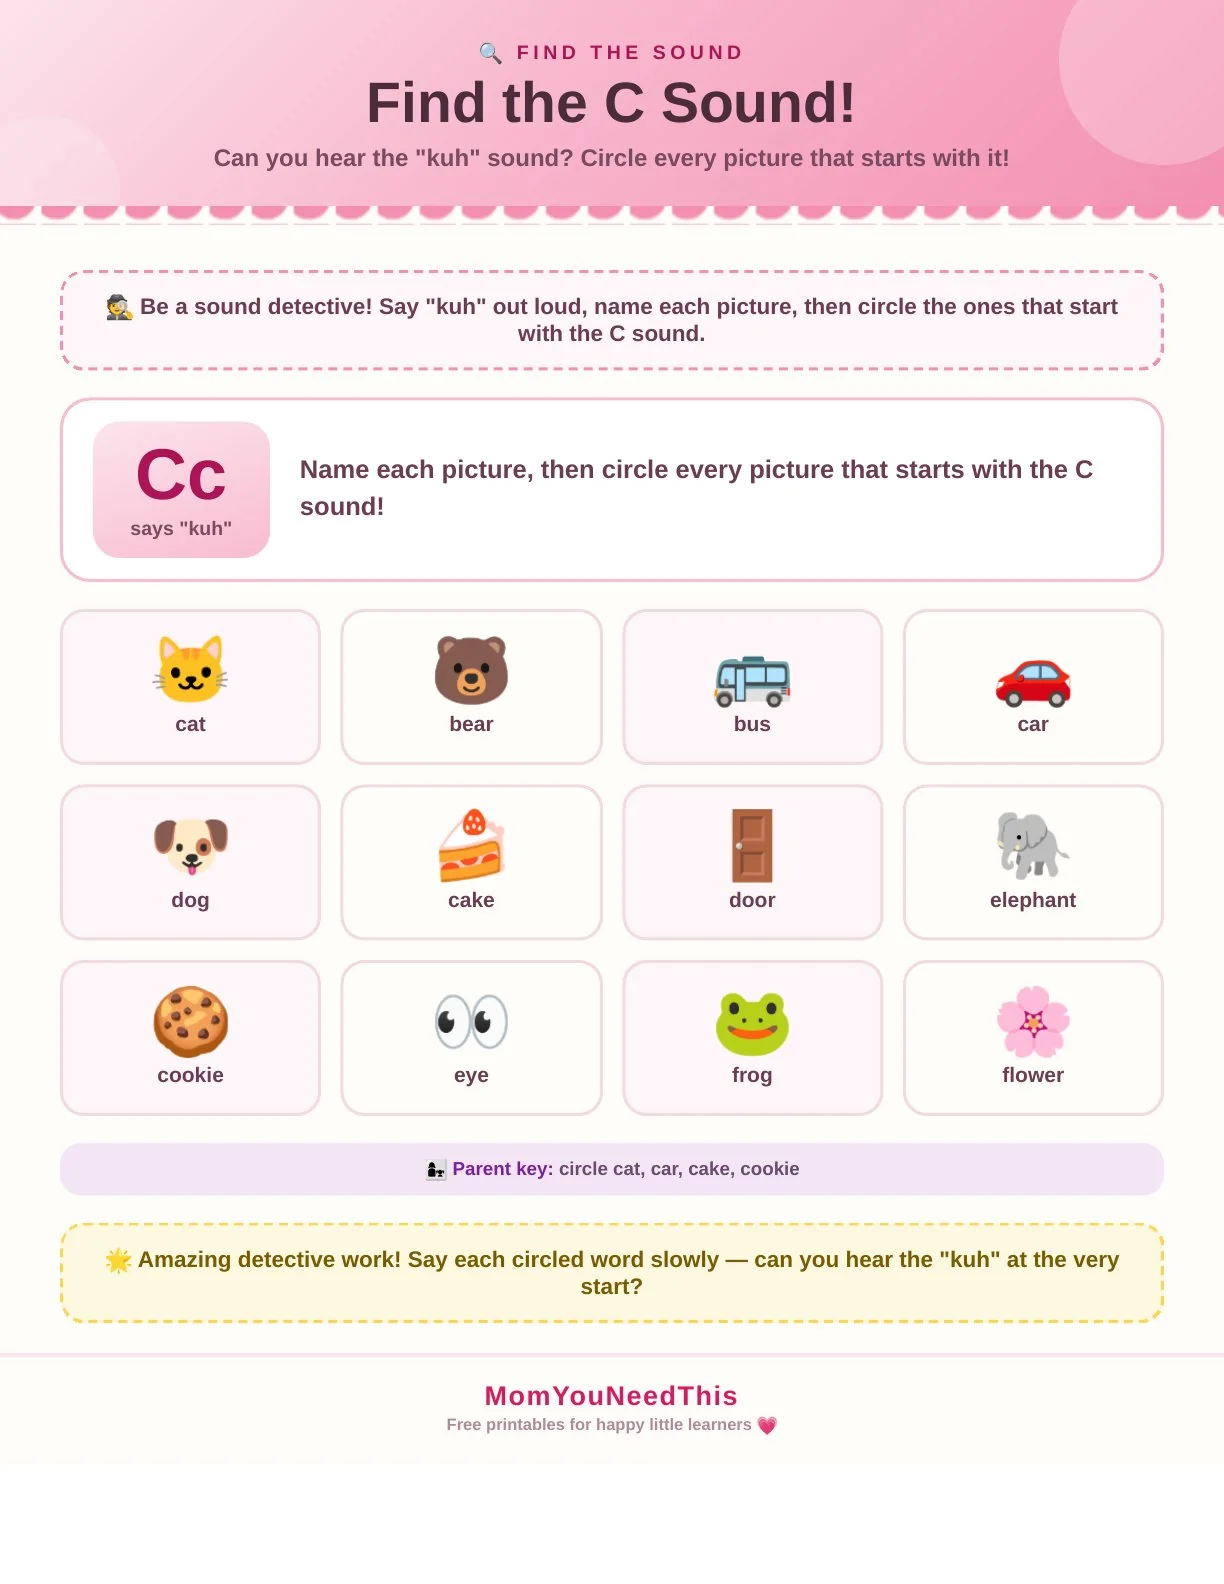 FIND THE SOUND
Find the C Sound!
Can you hear the "kuh" sound? Circle every picture that starts with it!
Be a sound detective! Say "kuh" out loud, name each picture, then circle the ones that start
with the C sound.
Cc
says "kuh"
Name each picture, then circle every picture that starts with the C
sound!
cat
bear
bus
car
dog
cake
door
elephant
cookie
eye
frog
flower
Parent key: circle cat, car, cake, cookie
Amazing detective work! Say each circled word slowly — can you hear the "kuh" at the very
start?
MomYouNeedThis
Free printables for happy little learners